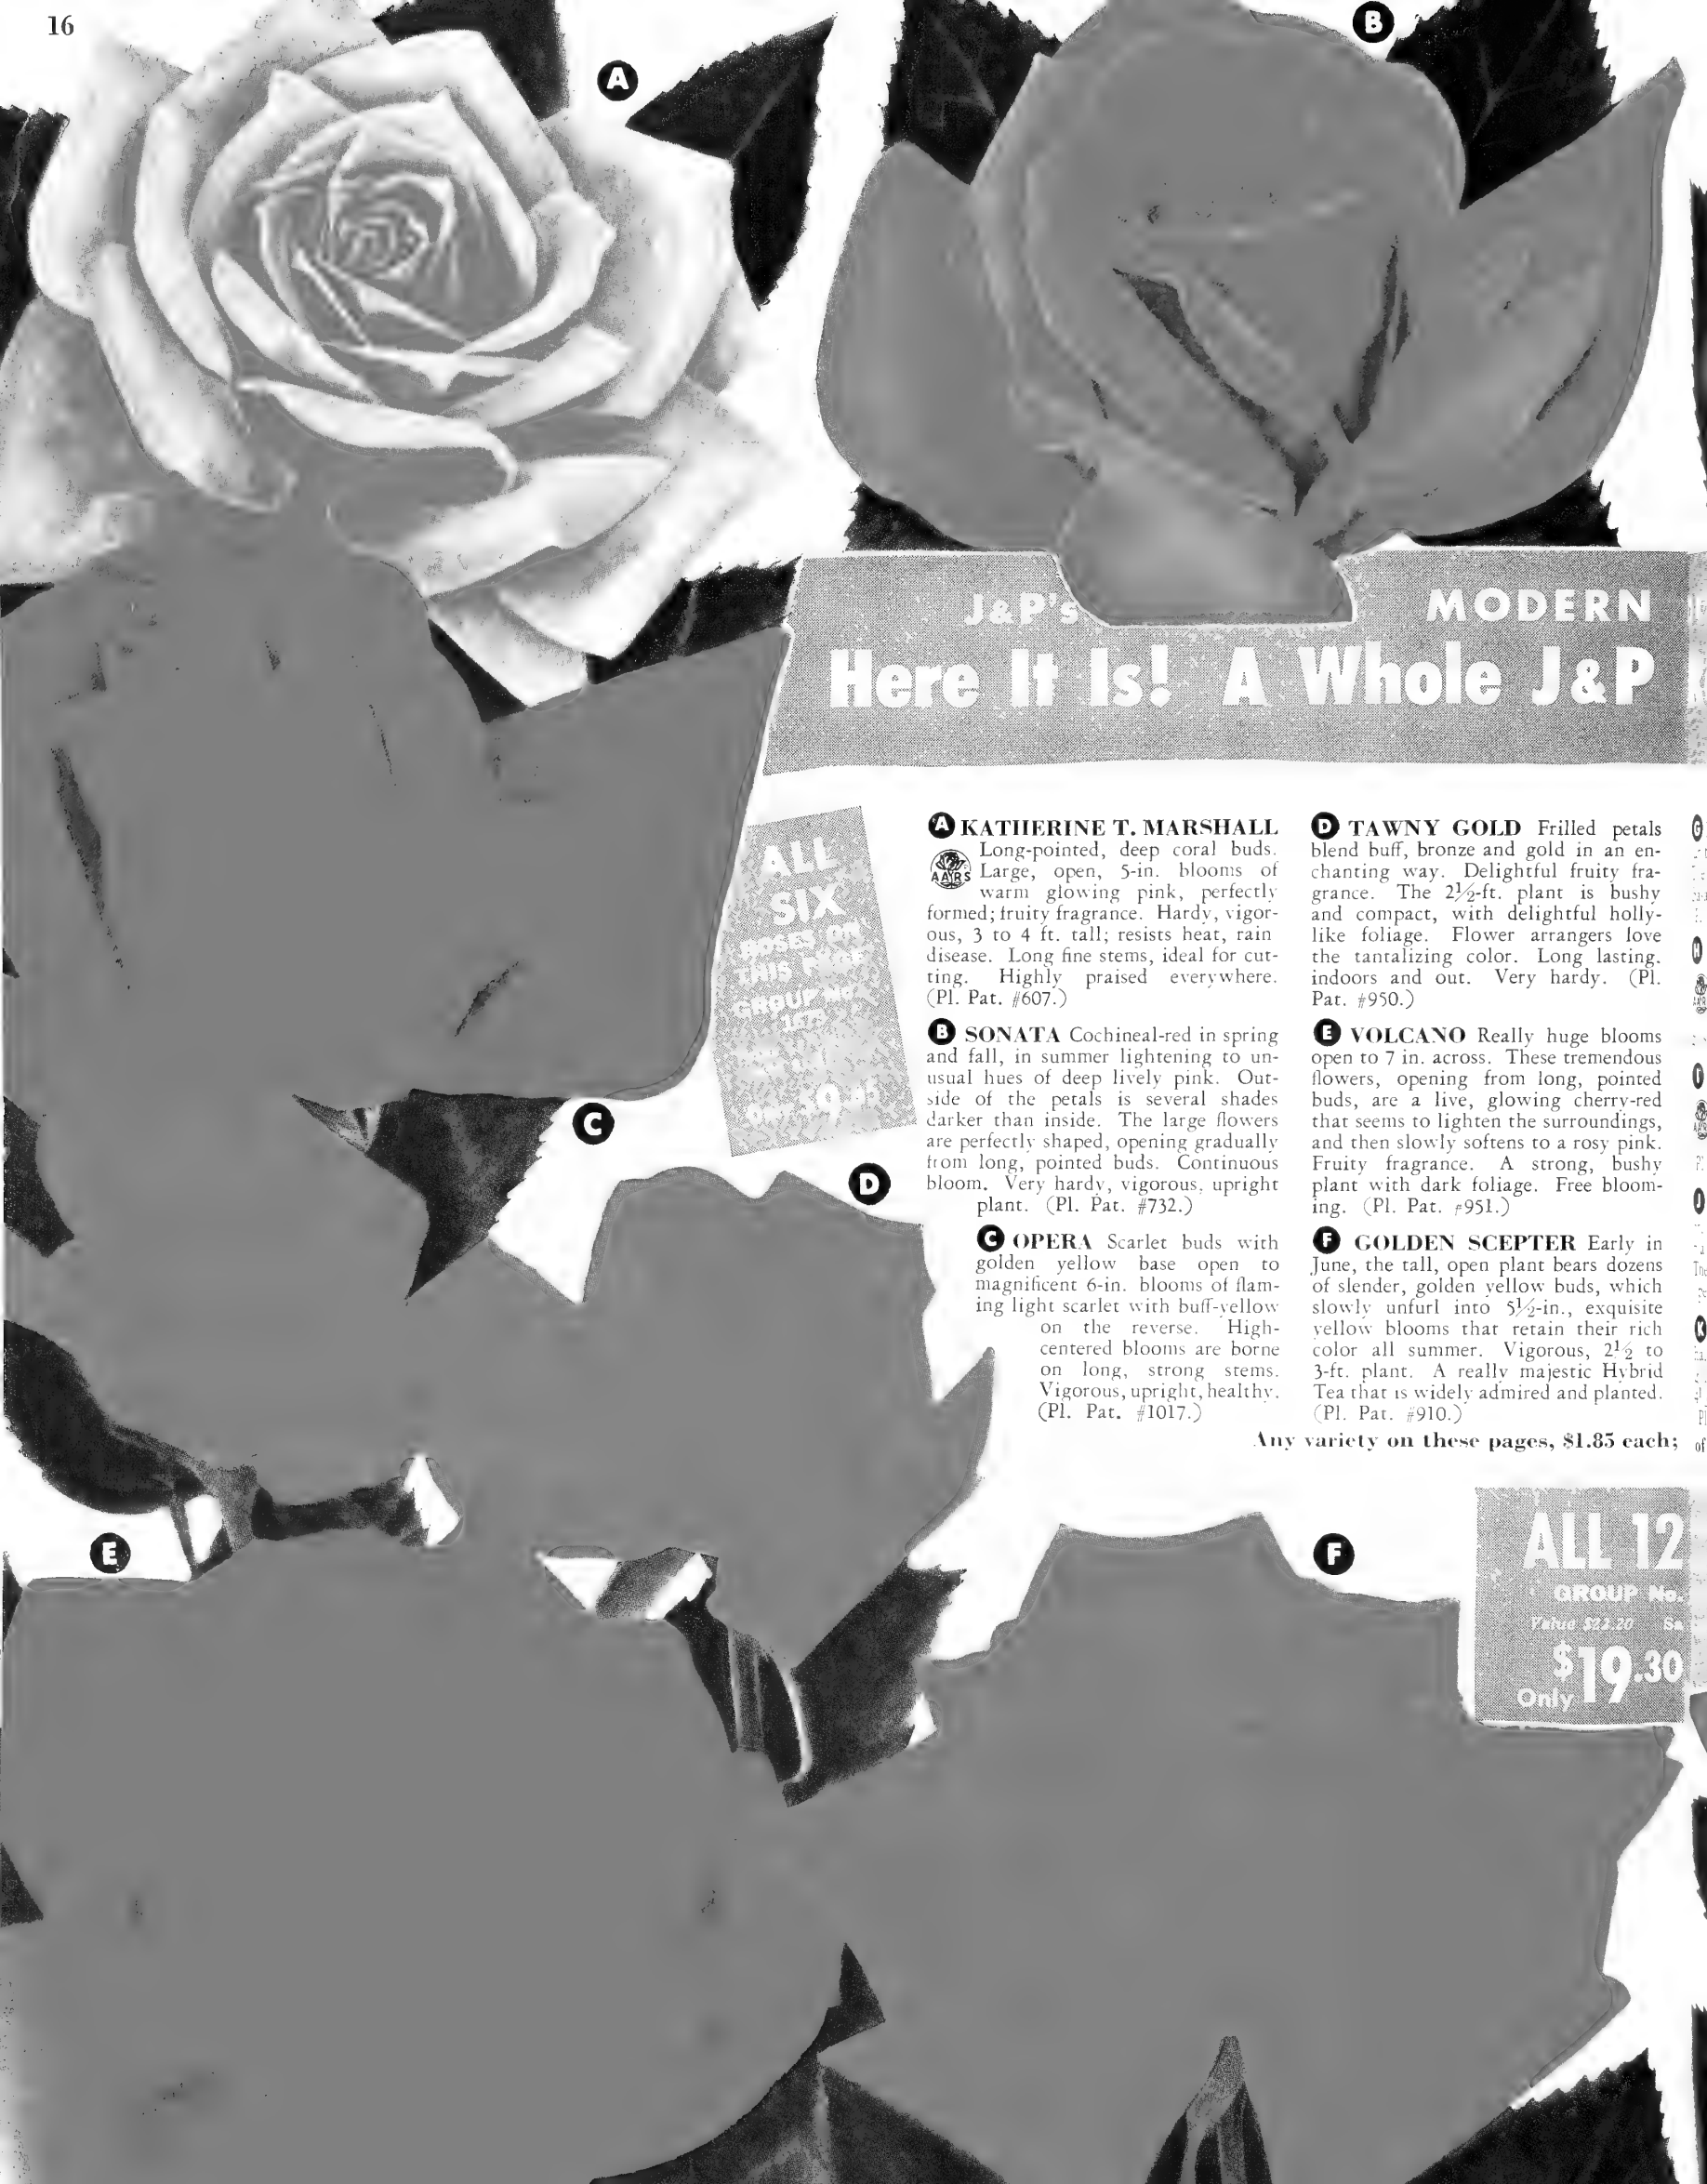 16
A
B
J&P's MODERN
Here It Is! A Whole J&P
ALL
SIX
ROSES ON
THIS PAGE
GROUP No.
1675
Only $9.
A KATHERINE T. MARSHALL
Long-pointed, deep coral buds.
AARS Large, open, 5-in. blooms of
warm glowing pink, perfectly
formed; fruity fragrance. Hardy, vigor-
ous, 3 to 4 ft. tall; resists heat, rain
disease. Long fine stems, ideal for cut-
ting. Highly praised everywhere.
(Pl. Pat. #607.)
B SONATA Cochineal-red in spring
and fall, in summer lightening to un-
usual hues of deep lively pink. Out-
side of the petals is several shades
darker than inside. The large flowers
are perfectly shaped, opening gradually
from long, pointed buds. Continuous
bloom. Very hardy, vigorous, upright
plant. (Pl. Pat. #732.)
C OPERA Scarlet buds with
golden yellow base open to
magnificent 6-in. blooms of flam-
ing light scarlet with buff-yellow
on the reverse. High-
centered blooms are borne
on long, strong stems.
Vigorous, upright, healthy.
(Pl. Pat. #1017.)
D TAWNY GOLD Frilled petals
blend buff, bronze and gold in an en-
chanting way. Delightful fruity fra-
grance. The 2½-ft. plant is bushy
and compact, with delightful holly-
like foliage. Flower arrangers love
the tantalizing color. Long lasting.
indoors and out. Very hardy. (Pl.
Pat. #950.)
E VOLCANO Really huge blooms
open to 7 in. across. These tremendous
flowers, opening from long, pointed
buds, are a live, glowing cherry-red
that seems to lighten the surroundings,
and then slowly softens to a rosy pink.
Fruity fragrance. A strong, bushy
plant with dark foliage. Free bloom-
ing. (Pl. Pat. #951.)
F GOLDEN SCEPTER Early in
June, the tall, open plant bears dozens
of slender, golden yellow buds, which
slowly unfurl into 5½-in., exquisite
yellow blooms that retain their rich
color all summer. Vigorous, 2½ to
3-ft. plant. A really majestic Hybrid
Tea that is widely admired and planted.
(Pl. Pat. #910.)
Any variety on these pages, $1.85 each;
of
C
D
E
F
ALL 12
GROUP No.
Value $22.20 Sa
$19.30
Only